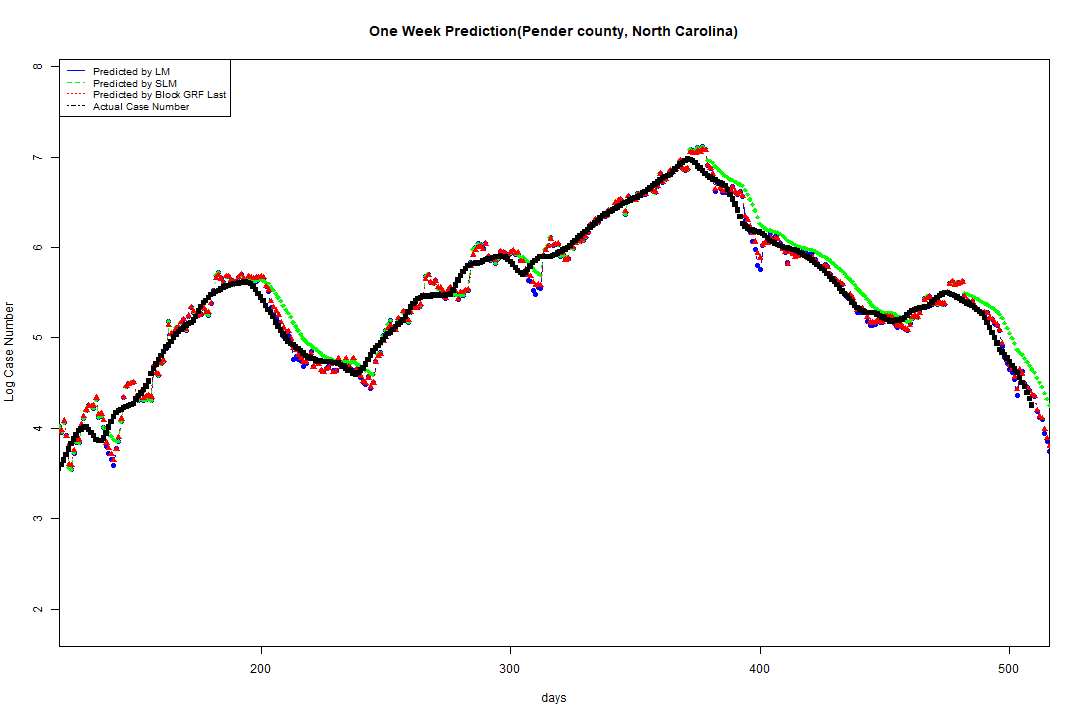 One Week Prediction(Pender county, North Carolina)
Predicted by LM
Predicted by SLM
Predicted by Block GRF Last
Actual Case Number
8
7
6
5
4
3
2
Log Case Number
200 300 400 500
days